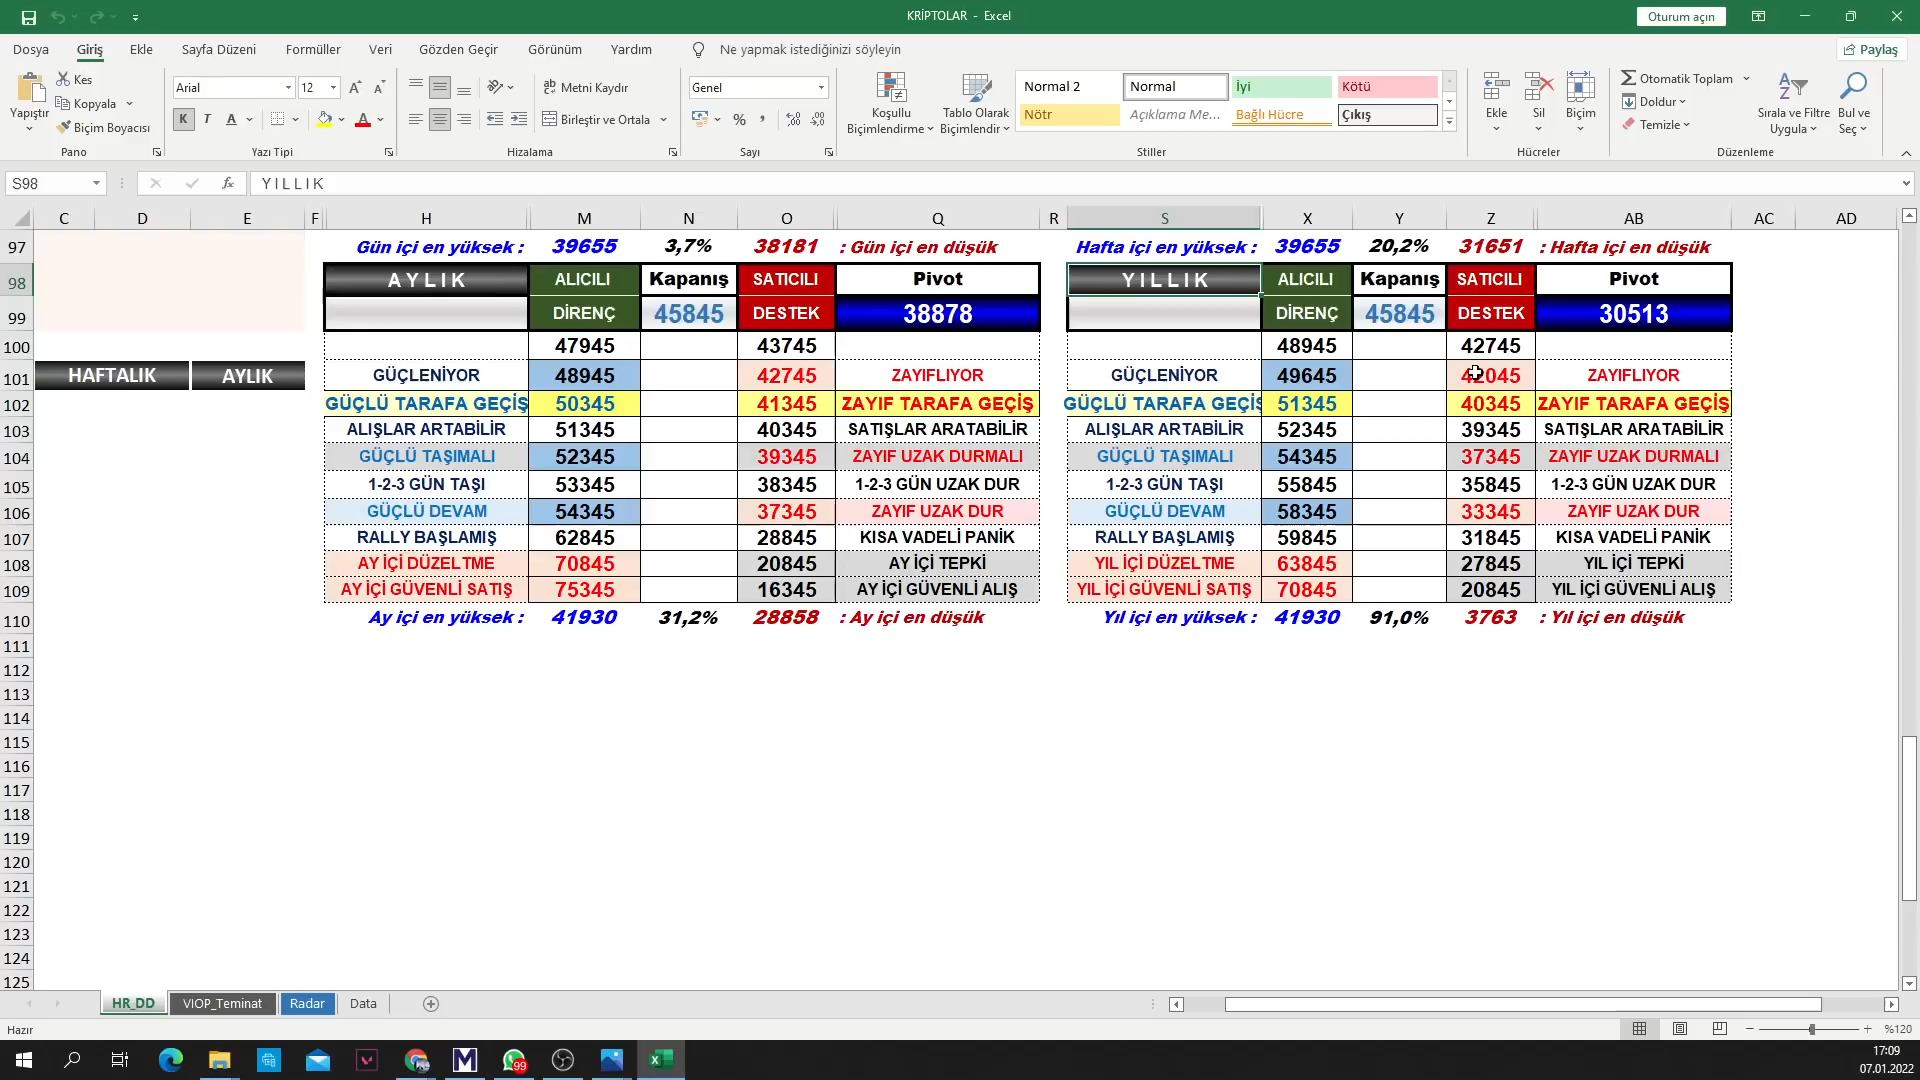 KRİPTOLAR - Excel
Oturum açın
Dosya Giriş Ekle Sayfa Düzeni Formüller Veri Gözden Geçir Görünüm Yardım Ne yapmak istediğinizi söyleyin Paylaş
Yapıştır Kes Kopyala Biçim Boyacısı Pano
Arial 12 K T A A Yazı Tipi
Metni Kaydır Birleştir ve Ortala Hizalama
Genel % Sayı
Koşullu Biçimlendirme Tablo Olarak Biçimlendir
Normal 2 Normal İyi Kötü
Nötr Açıklama Me... Bağlı Hücre Çıkış
Stiller
Ekle Sil Biçim Hücreler
Otomatik Toplam Doldur Temizle Sırala ve Filtre Uygula Bul ve Seç Düzenleme
S98 fx Y I L L I K
C D E F H M N O Q R S X Y Z AB AC AD
97 Gün içi en yüksek : 39655 3,7% 38181 : Gün içi en düşük Hafta içi en yüksek : 39655 20,2% 31651 : Hafta içi en düşük
98 A Y L I K ALICILI Kapanış SATICILI Pivot Y I L L I K ALICILI Kapanış SATICILI Pivot
99 DİRENÇ 45845 DESTEK 38878 DİRENÇ 45845 DESTEK 30513
100 47945 43745 48945 42745
101 HAFTALIK AYLIK GÜÇLENİYOR 48945 42745 ZAYIFLIYOR GÜÇLENİYOR 49645 42045 ZAYIFLIYOR
102 GÜÇLÜ TARAFA GEÇİŞ 50345 41345 ZAYIF TARAFA GEÇİŞ GÜÇLÜ TARAFA GEÇİŞ 51345 40345 ZAYIF TARAFA GEÇİŞ
103 ALIŞLAR ARTABİLİR 51345 40345 SATIŞLAR ARATABİLİR ALIŞLAR ARTABİLİR 52345 39345 SATIŞLAR ARATABİLİR
104 GÜÇLÜ TAŞIMALI 52345 39345 ZAYIF UZAK DURMALI GÜÇLÜ TAŞIMALI 54345 37345 ZAYIF UZAK DURMALI
105 1-2-3 GÜN TAŞI 53345 38345 1-2-3 GÜN UZAK DUR 1-2-3 GÜN TAŞI 55845 35845 1-2-3 GÜN UZAK DUR
106 GÜÇLÜ DEVAM 54345 37345 ZAYIF UZAK DUR GÜÇLÜ DEVAM 58345 33345 ZAYIF UZAK DUR
107 RALLY BAŞLAMIŞ 62845 28845 KISA VADELİ PANİK RALLY BAŞLAMIŞ 59845 31845 KISA VADELİ PANİK
108 AY İÇİ DÜZELTME 70845 20845 AY İÇİ TEPKİ YIL İÇİ DÜZELTME 63845 27845 YIL İÇİ TEPKİ
109 AY İÇİ GÜVENLİ SATIŞ 75345 16345 AY İÇİ GÜVENLİ ALIŞ YIL İÇİ GÜVENLİ SATIŞ 70845 20845 YIL İÇİ GÜVENLİ ALIŞ
110 Ay içi en yüksek : 41930 31,2% 28858 : Ay içi en düşük Yıl içi en yüksek : 41930 91,0% 3763 : Yıl içi en düşük
111
112
113
114
115
116
117
118
119
120
121
122
123
124
125
HR_DD VIOP_Teminat Radar Data
Hazır %120
99
17:09
07.01.2022